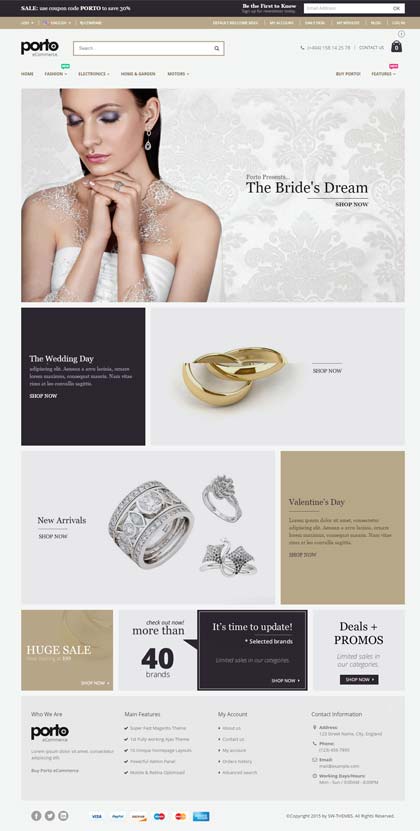 SALE: use coupon code PORTO to save 30%
Be the First to Know
Sign up for newsletter today.
Email Address
OK
USD
ENGLISH
COMPARE
DEFAULT WELCOME MSG!
MY ACCOUNT
DAILY DEAL
MY WISHLIST
BLOG
LOG IN
porto
eCommerce
Search...
(+444) 158 14 25 78
CONTACT US
0
HOME
FASHION
NEW
ELECTRONICS
HOME & GARDEN
MOTORS
BUY PORTO!
FEATURES
HOT
Porto Presents...
The Bride's Dream
SHOP NOW
The Wedding Day
adipiscing elit. Aenean a arcu lectus, ornare
lorem maximus, consequat mauris. Nam vitae
risus et leo convallis sagittis.
SHOP NOW
SHOP NOW
New Arrivals
SHOP NOW
Valentine's Day
Lorem ipsum dolor sit amet, consectetur
adipiscing elit. Aenean a arcu lectus, ornare
lorem maximus, consequat mauris. Nam vitae
risus et leo convallis sagittis.
SHOP NOW
HUGE SALE
Now starting at $99
SHOP NOW
check out now!
more than
40
brands
It's time to update!
* Selected brands
Limited sales in our categories.
SHOP NOW
Deals +
PROMOS
Limited sales in
our categories.
SHOP NOW
Who We Are
porto
eCommerce
Lorem ipsum dolor sit amet, consectetur
adipiscing elit.
Buy Porto eCommerce
Main Features
Super Fast Magento Theme
1st Fully working Ajax Theme
10 Unique Homepage Layouts
Powerful Admin Panel
Mobile & Retina Optimized
My Account
About us
Contact us
My account
Orders history
Advanced search
Contact Information
Address:
123 Street Name, City, England
Phone:
(123) 456-7890
Email:
mail@example.com
Working Days/Hours:
Mon - Sun / 9:00AM - 8:00PM
©Copyright 2015 by SW-THEMES. All Rights Reserved.